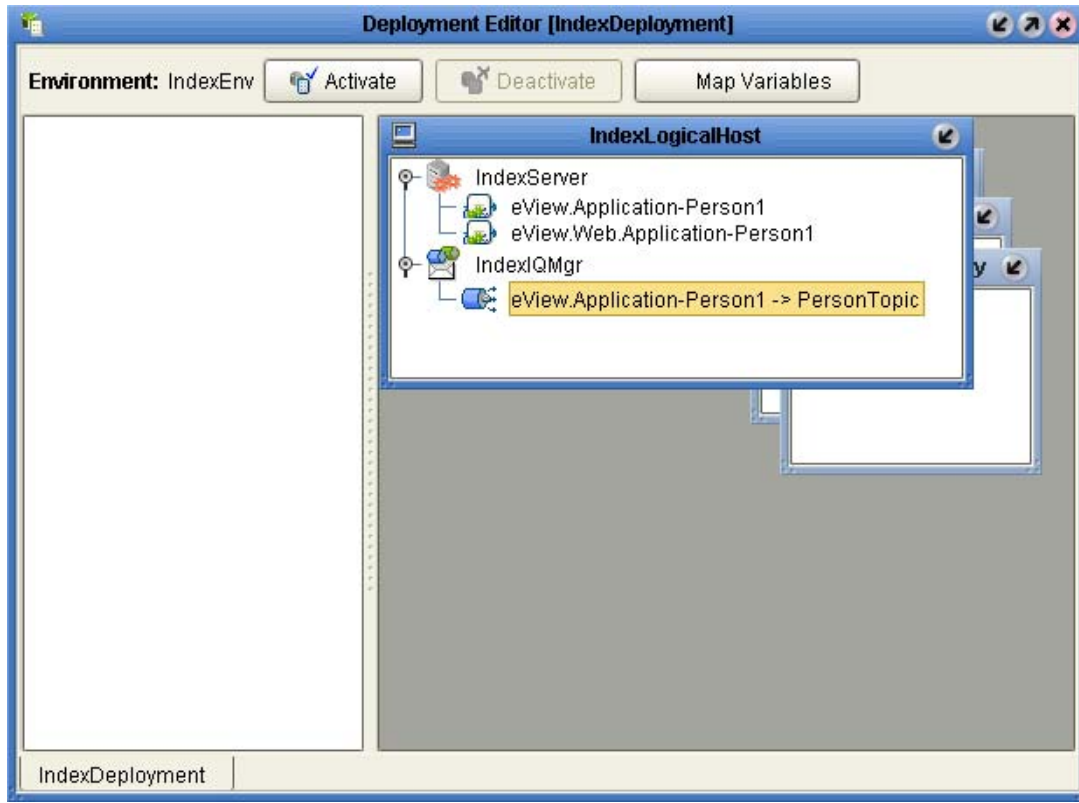 Deployment Editor [IndexDeployment]
Environment: IndexEnv Activate Deactivate Map Variables
IndexLogicalHost
IndexServer
eView.Application-Person1
eView.Web.Application-Person1
IndexIQMgr
eView.Application-Person1 -> PersonTopic
IndexDeployment